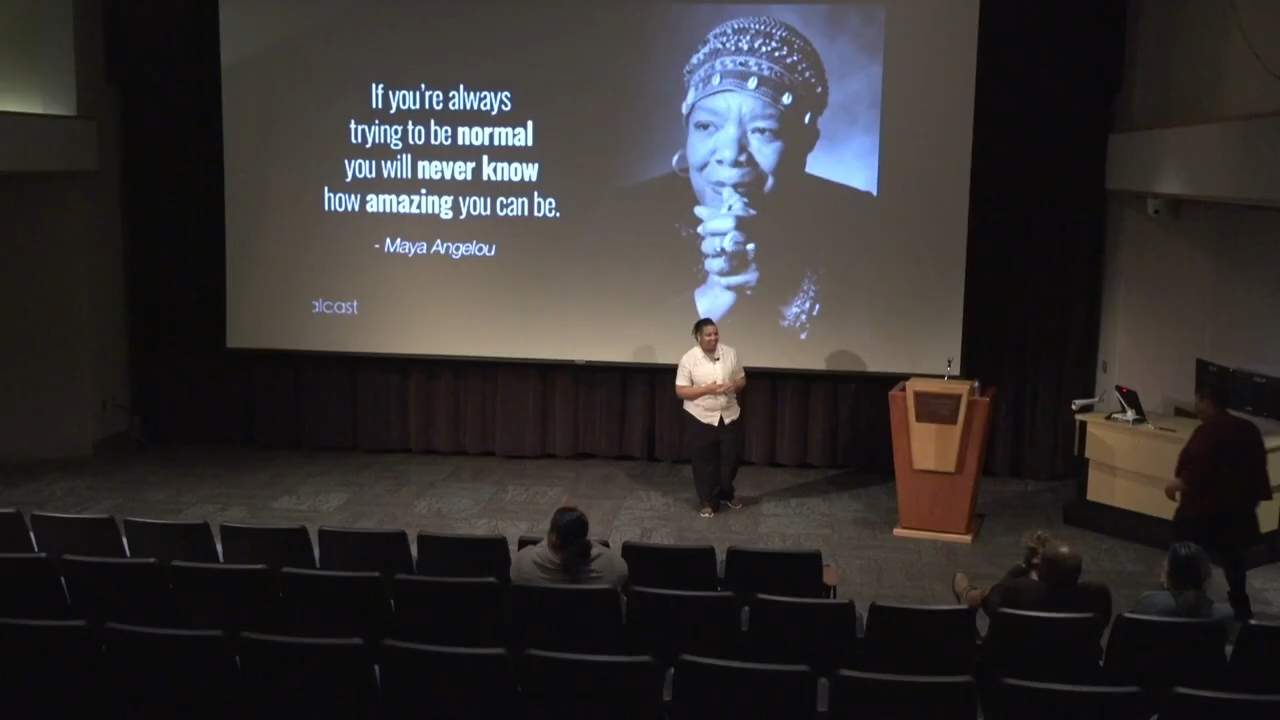 If you're always
trying to be normal
you will never know
how amazing you can be.
- Maya Angelou
alcast